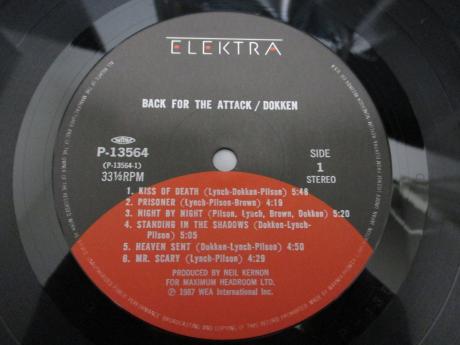 ELEKTRA
BACK FOR THE ATTACK / DOKKEN
P-13564
(P-13564-1)
33⅓RPM
SIDE
1
STEREO
1. KISS OF DEATH (Lynch-Dokken-Pilson) 5:48
2. PRISONER (Lynch-Pilson-Brown) 4:19
3. NIGHT BY NIGHT (Pilson, Lynch, Brown, Dokken) 5:20
4. STANDING IN THE SHADOWS (Dokken-Lynch-
Pilson) 5:05
5. HEAVEN SENT (Dokken-Lynch-Pilson) 4:50
6. MR. SCARY (Lynch-Pilson) 4:29
PRODUCED BY NEIL KERNON
FOR MAXIMUM HEADROOM LTD.
Ⓟ 1987 WEA International Inc.